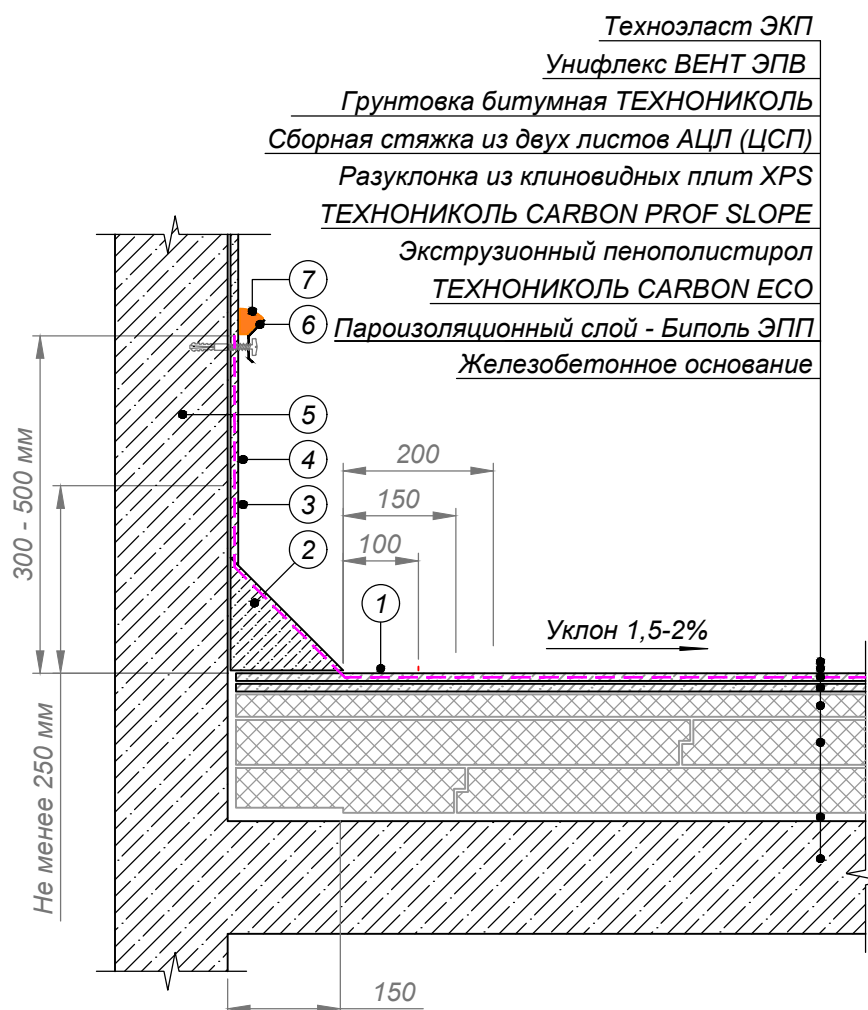 Техноэласт ЭКП
Унифлекс ВЕНТ ЭПВ
Грунтовка битумная ТЕХНОНИКОЛЬ
Сборная стяжка из двух листов АЦЛ (ЦСП)
Разуклонка из клиновидных плит XPS
ТЕХНОНИКОЛЬ CARBON PROF SLOPE
Экструзионный пенополистирол
ТЕХНОНИКОЛЬ CARBON ECO
Пароизоляционный слой - Биполь ЭПП
Железобетонное основание
7
6
5
4
3
2
1
200
150
100
300 - 500 мм
Не менее 250 мм
Уклон 1,5-2%
150